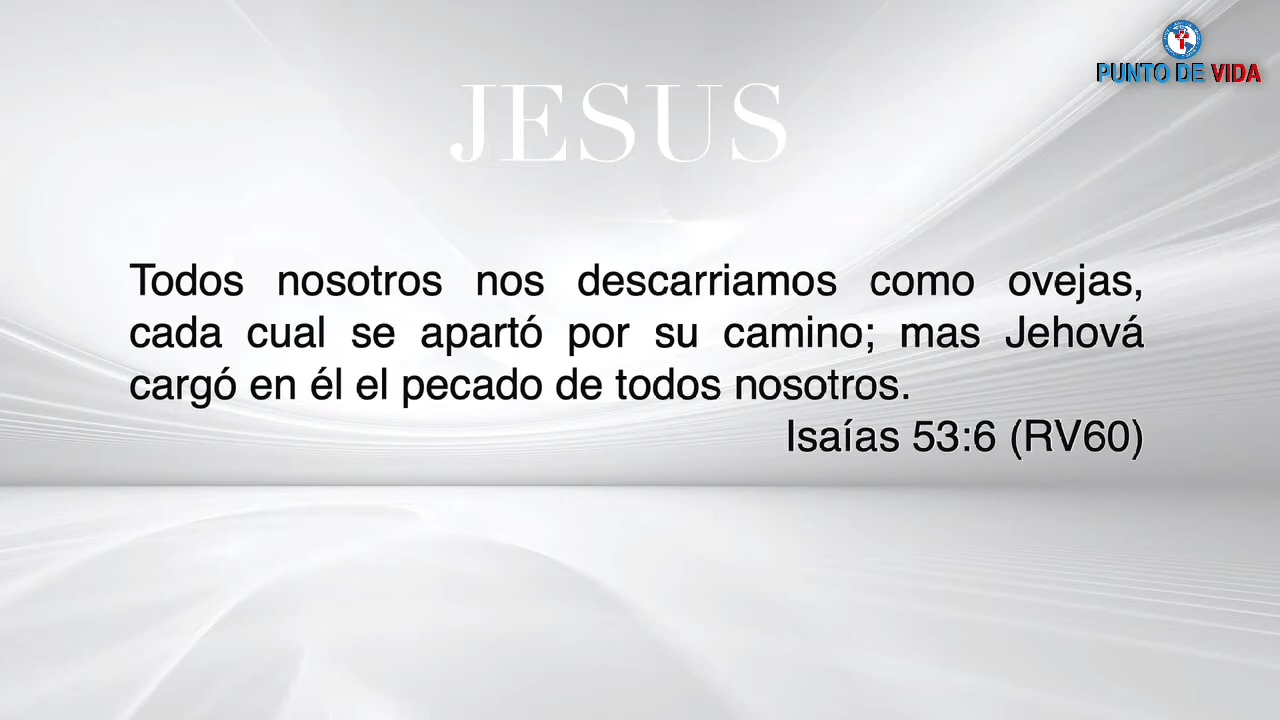 PUNTO DE VIDA
JESUS
Todos nosotros nos descarriamos como ovejas,
cada cual se apartó por su camino; mas Jehová
cargó en él el pecado de todos nosotros.
Isaías 53:6 (RV60)